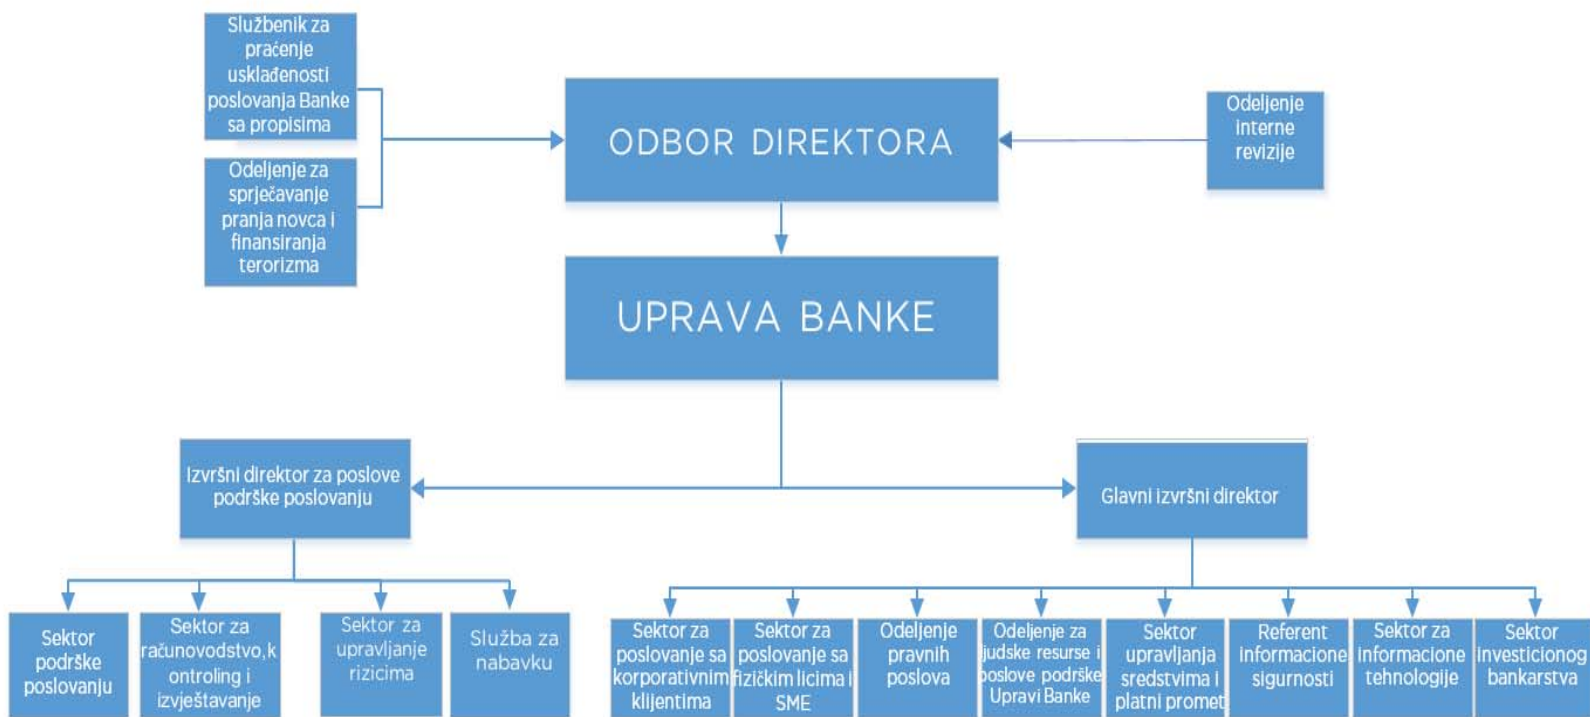 Službenik za
praćenje
usklađenosti
poslovanja Banke
sa propisima
Odeljenje za
sprječavanje
pranja novca i
finansiranja
terorizma
ODBOR DIREKTORA
Odeljenje
interne
revizije
UPRAVA BANKE
Izvršni direktor za poslove
podrške poslovanju
Glavni izvršni direktor
Sektor
podrške
poslovanju
Sektor za
računovodstvo,k
ontroling i
izvještavanje
Sektor za
upravljanje
rizicima
Služba za
nabavku
Sektor za
poslovanje sa
korporativnim
klijentima
Sektor za
poslovanje sa
fizičkim licima i
SME
Odeljenje
pravnih
poslova
Odeljenje za
ljudske resurse i
poslove podrške
Upravi Banke
Sektor
upravljanja
sredstvima i
platni promet
Referent
informacione
sigurnosti
Sektor za
informacione
tehnologije
Sektor
investicionog
bankarstva